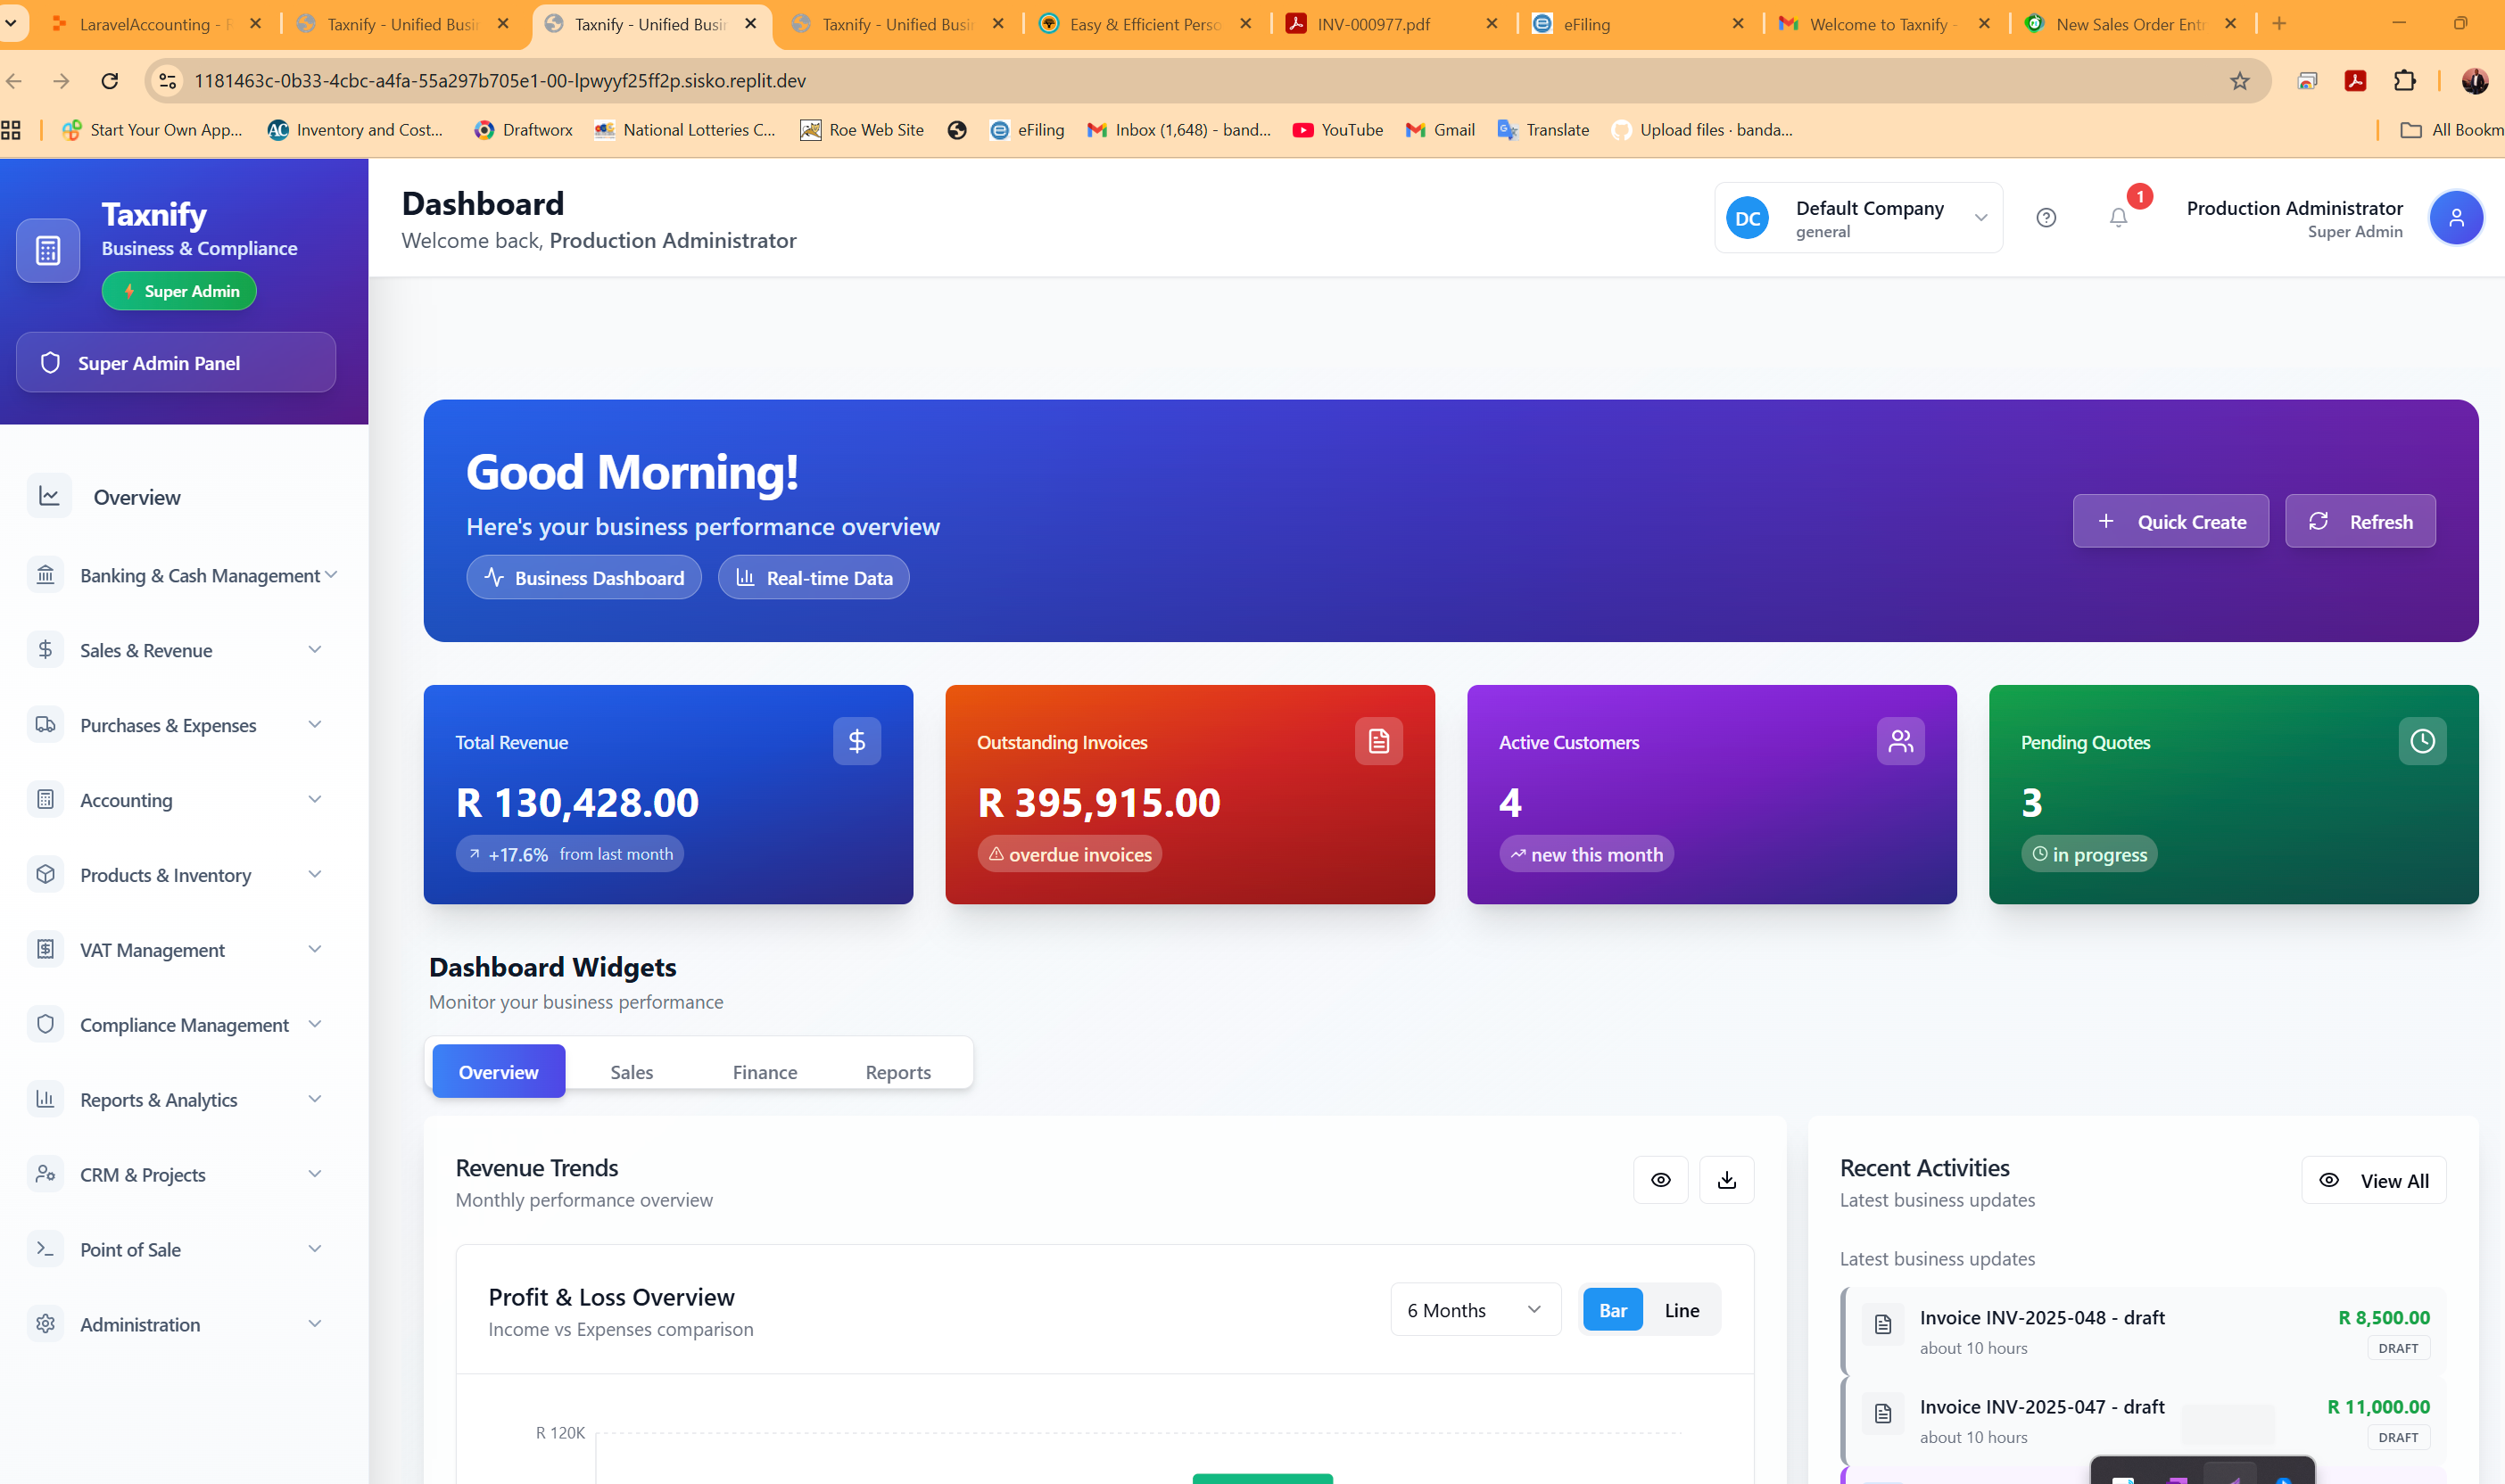 LaravelAccounting - R
Taxnify - Unified Busin
Taxnify - Unified Busin
Taxnify - Unified Busin
Easy & Efficient Perso
INV-000977.pdf
eFiling
Welcome to Taxnify -
New Sales Order Entr
1181463c-0b33-4cbc-a4fa-55a297b705e1-00-lpwyyf25ff2p.sisko.replit.dev
Start Your Own App...
Inventory and Cost...
Draftworx
National Lotteries C...
Roe Web Site
eFiling
Inbox (1,648) - band...
YouTube
Gmail
Translate
Upload files · banda...
All Bookm
Taxnify
Business & Compliance
Super Admin
Super Admin Panel
Overview
Banking & Cash Management
Sales & Revenue
Purchases & Expenses
Accounting
Products & Inventory
VAT Management
Compliance Management
Reports & Analytics
CRM & Projects
Point of Sale
Administration
Dashboard
Welcome back, Production Administrator
DC
Default Company
general
1
Production Administrator
Super Admin
Good Morning!
Here's your business performance overview
Business Dashboard
Real-time Data
Quick Create
Refresh
Total Revenue
R 130,428.00
+17.6% from last month
Outstanding Invoices
R 395,915.00
overdue invoices
Active Customers
4
new this month
Pending Quotes
3
in progress
Dashboard Widgets
Monitor your business performance
Overview
Sales
Finance
Reports
Revenue Trends
Monthly performance overview
Profit & Loss Overview
Income vs Expenses comparison
6 Months
Bar
Line
R 120K
Recent Activities
Latest business updates
View All
Latest business updates
Invoice INV-2025-048 - draft
about 10 hours
R 8,500.00
DRAFT
Invoice INV-2025-047 - draft
about 10 hours
R 11,000.00
DRAFT